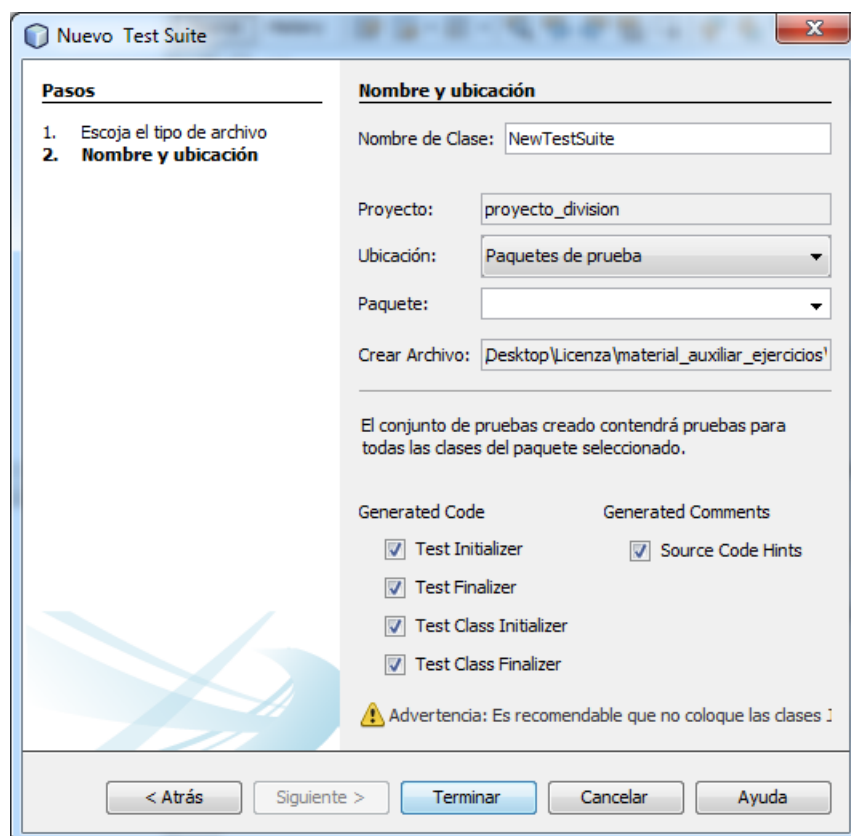 Nuevo Test Suite
Pasos
1. Escoja el tipo de archivo
2. Nombre y ubicación
Nombre y ubicación
Nombre de Clase: NewTestSuite
Proyecto: proyecto_division
Ubicación: Paquetes de prueba
Paquete:
Crear Archivo: Desktop\Licenza\material_auxiliar_ejercicios\
El conjunto de pruebas creado contendrá pruebas para
todas las clases del paquete seleccionado.
Generated Code Generated Comments
Test Initializer Source Code Hints
Test Finalizer
Test Class Initializer
Test Class Finalizer
Advertencia: Es recomendable que no coloque las clases
< Atrás Siguiente > Terminar Cancelar Ayuda